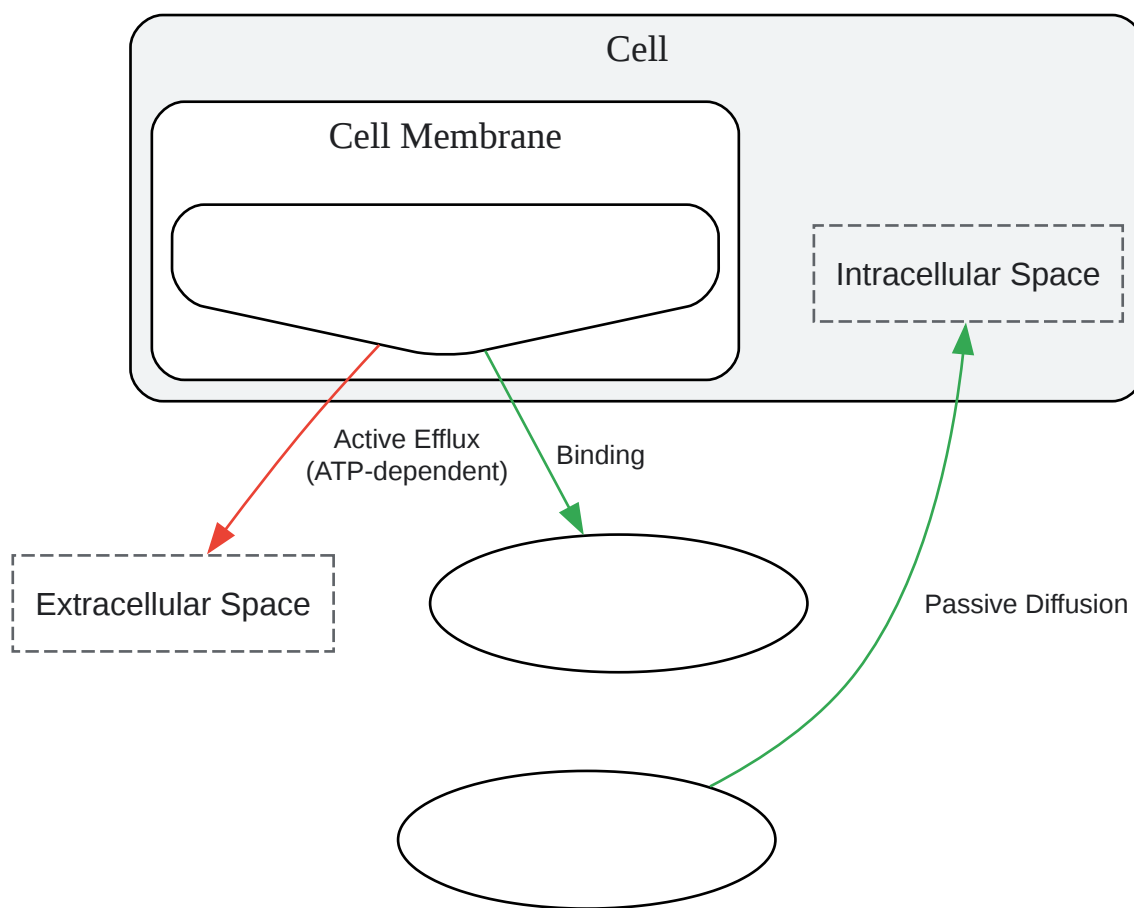 Cell
Cell Membrane
Intracellular Space
Active Efflux
(ATP-dependent)
Binding
Extracellular Space
Passive Diffusion